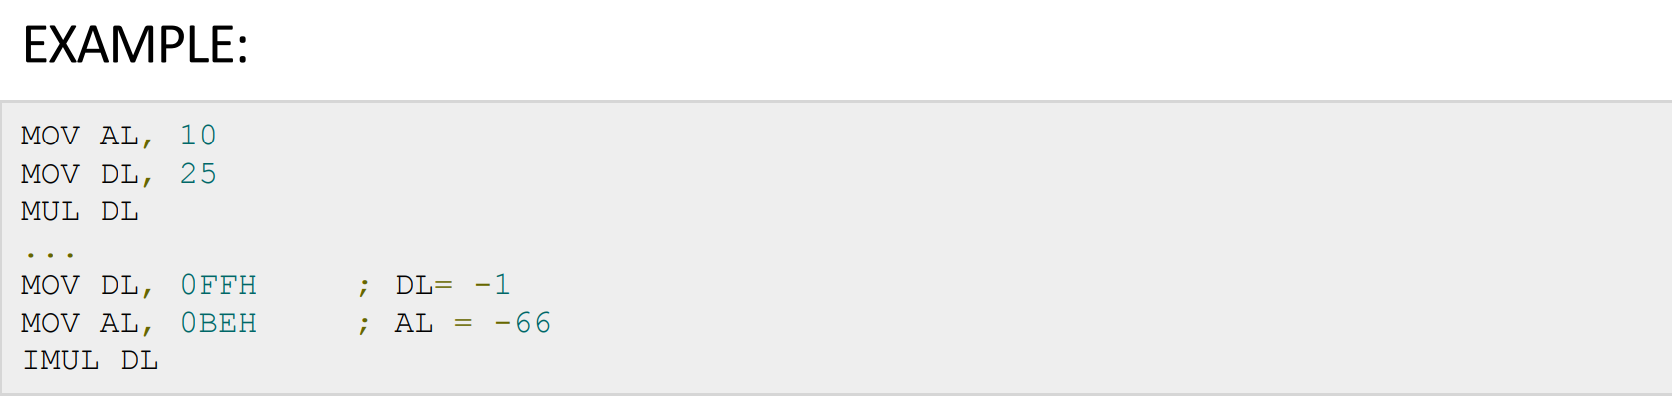 EXAMPLE:
MOV AL, 10
MOV DL, 25
MUL DL
...
MOV DL, 0FFH ; DL= -1
MOV AL, 0BEH ; AL = -66
IMUL DL